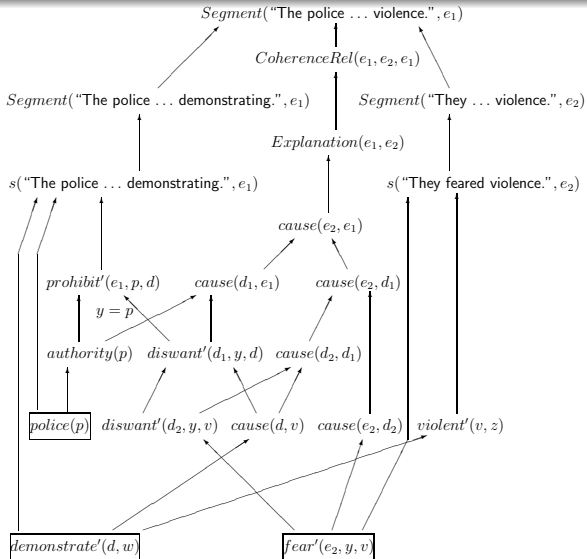 Segment("The police … violence.", e₁)
CoherenceRel(e₁, e₂, e₁)
Segment("The police … demonstrating.", e₁) Segment("They … violence.", e₂)
Explanation(e₁, e₂)
s("The police … demonstrating.", e₁) s("They feared violence.", e₂)
cause(e₂, e₁)
prohibit′(e₁, p, d) cause(d₁, e₁) cause(e₂, d₁)
y = p
authority(p) diswant′(d₁, y, d) cause(d₂, d₁)
police(p) diswant′(d₂, y, v) cause(d, v) cause(e₂, d₂) violent′(v, z)
demonstrate′(d, w) fear′(e₂, y, v)